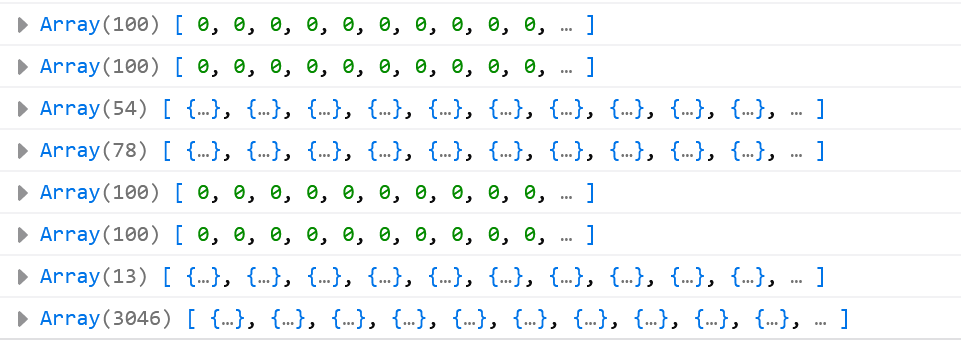 Array(100) [ 0, 0, 0, 0, 0, 0, 0, 0, 0, 0, … ]
Array(100) [ 0, 0, 0, 0, 0, 0, 0, 0, 0, 0, … ]
Array(54) [ {…}, {…}, {…}, {…}, {…}, {…}, {…}, {…}, {…}, {…}, … ]
Array(78) [ {…}, {…}, {…}, {…}, {…}, {…}, {…}, {…}, {…}, {…}, … ]
Array(100) [ 0, 0, 0, 0, 0, 0, 0, 0, 0, 0, … ]
Array(100) [ 0, 0, 0, 0, 0, 0, 0, 0, 0, 0, … ]
Array(13) [ {…}, {…}, {…}, {…}, {…}, {…}, {…}, {…}, {…}, {…}, … ]
Array(3046) [ {…}, {…}, {…}, {…}, {…}, {…}, {…}, {…}, {…}, {…}, … ]